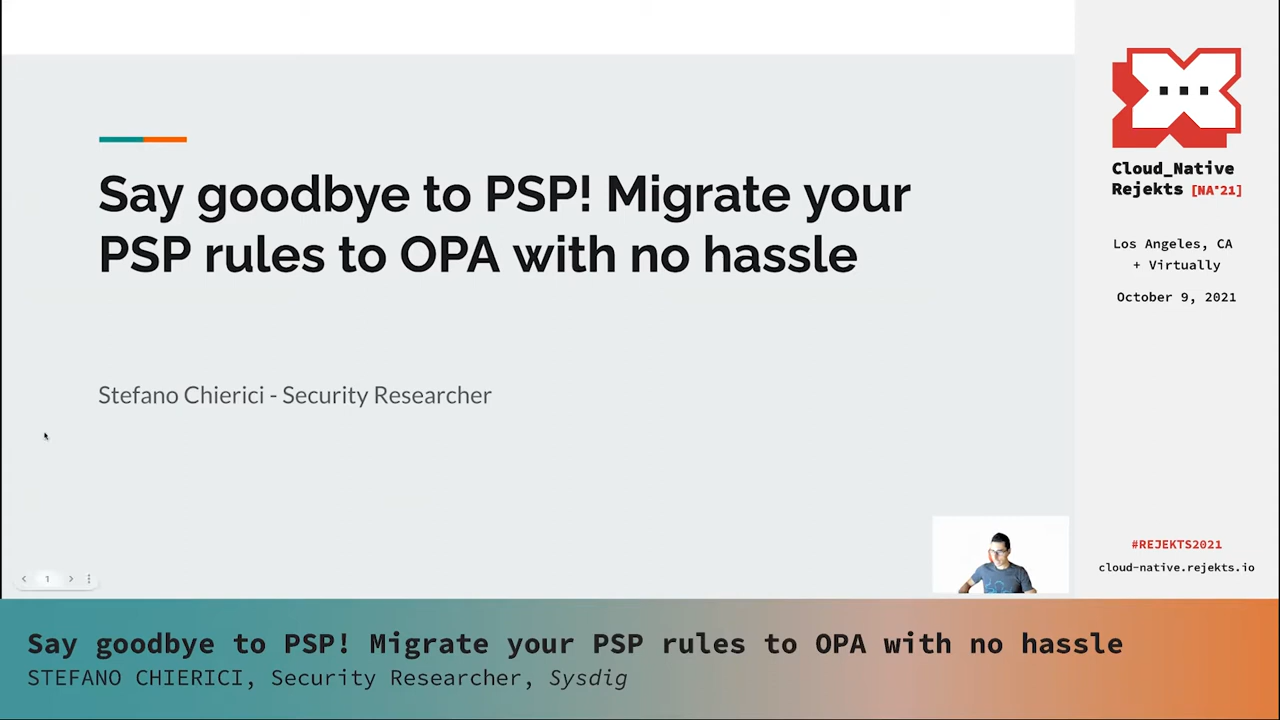 Say goodbye to PSP! Migrate your
PSP rules to OPA with no hassle
Stefano Chierici - Security Researcher
1
Cloud_Native
Rejekts [NA'21]
Los Angeles, CA
+ Virtually
October 9, 2021
#REJEKTS2021
cloud-native.rejekts.io
Say goodbye to PSP! Migrate your PSP rules to OPA with no hassle
STEFANO CHIERICI, Security Researcher, Sysdig